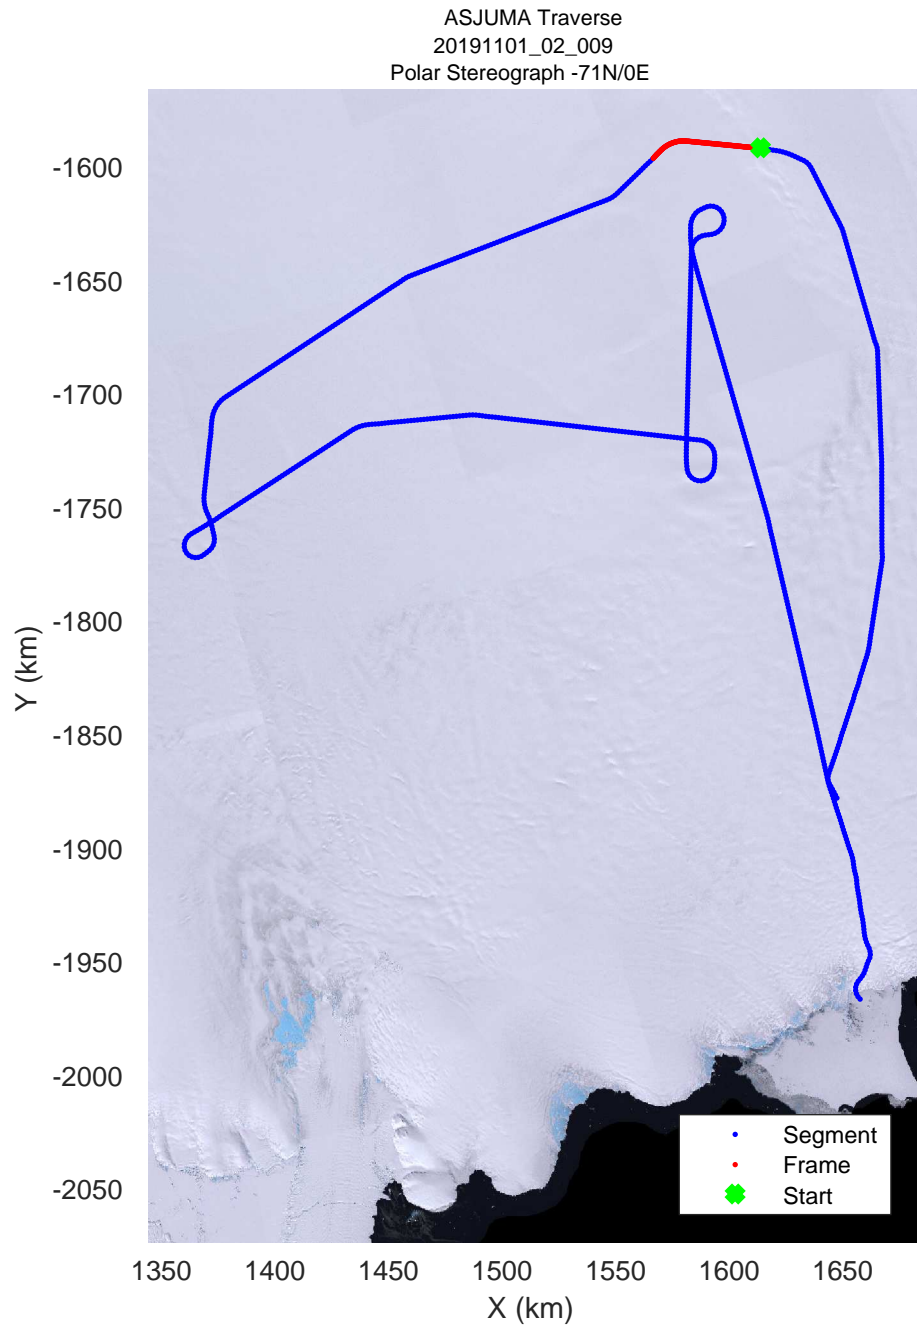 ASJUMA Traverse
20191101_02_009
Polar Stereograph -71N/0E
-1600
-1650
-1700
-1750
-1800
-1850
-1900
-1950
-2000
-2050
Y (km)
Segment
Frame
Start
1350 1400 1450 1500 1550 1600 1650
X (km)